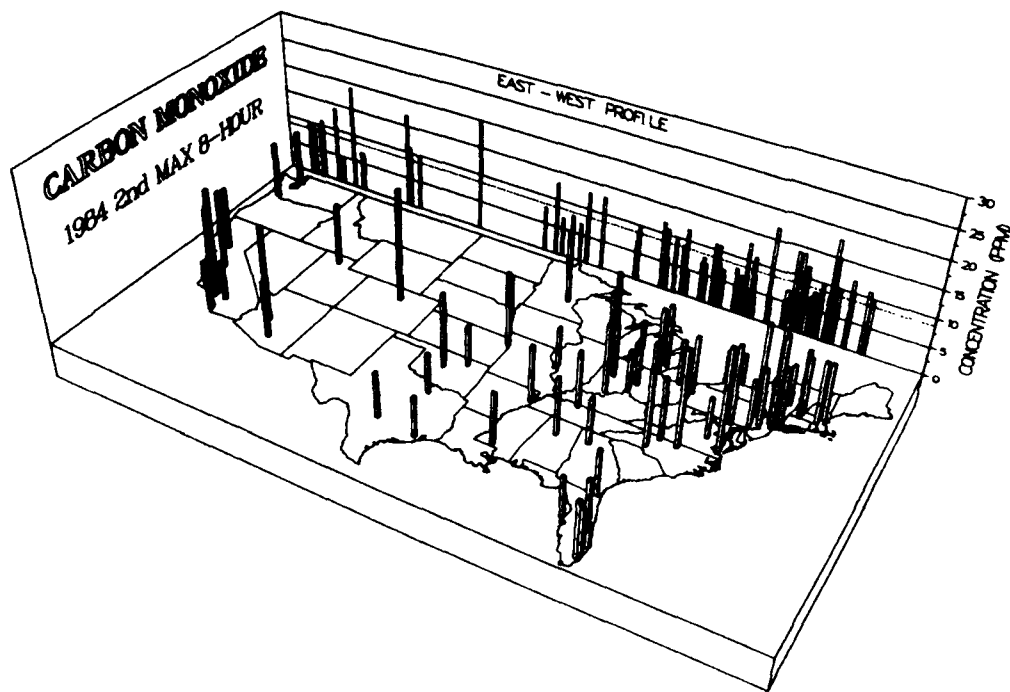 CARBON MONOXIDE
1984 2nd MAX 8-HOUR
EAST - WEST PROFILE
30
25
20
15
10
5
0
CONCENTRATION (PPM)